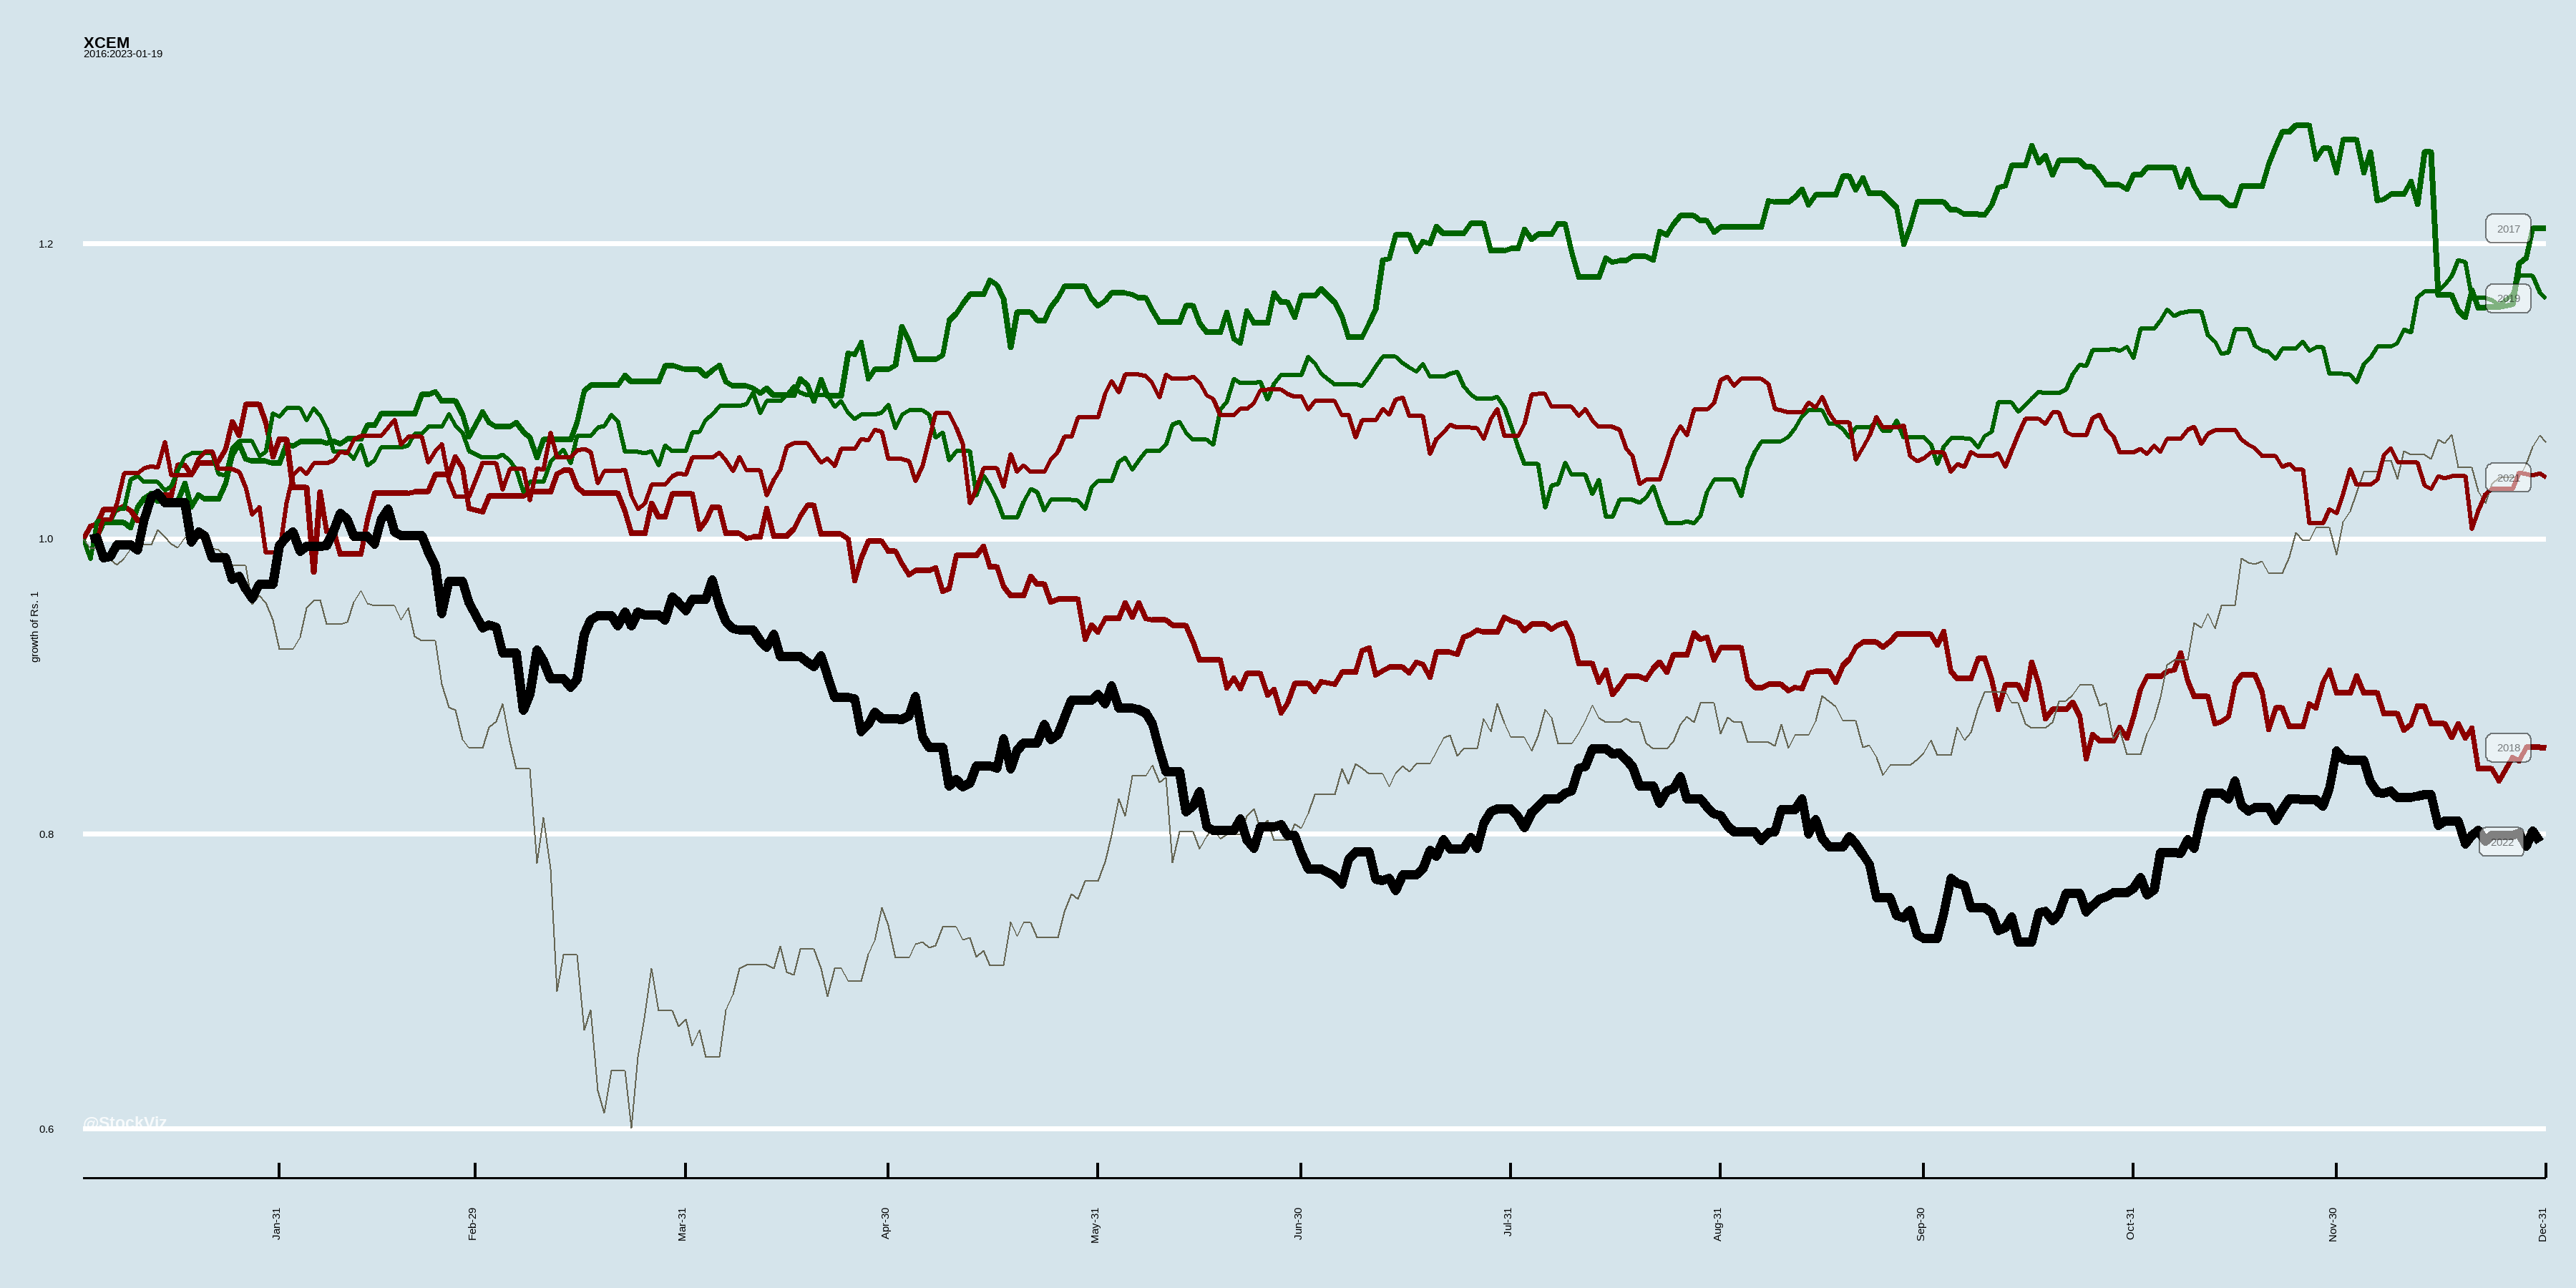 XCEM
2016:2023-01-19
1.2
1.0
0.8
0.6
growth of Rs. 1
2017
2019
2021
2018
2022
@StockViz
Jan-31
Feb-29
Mar-31
Apr-30
May-31
Jun-30
Jul-31
Aug-31
Sep-30
Oct-31
Nov-30
Dec-31